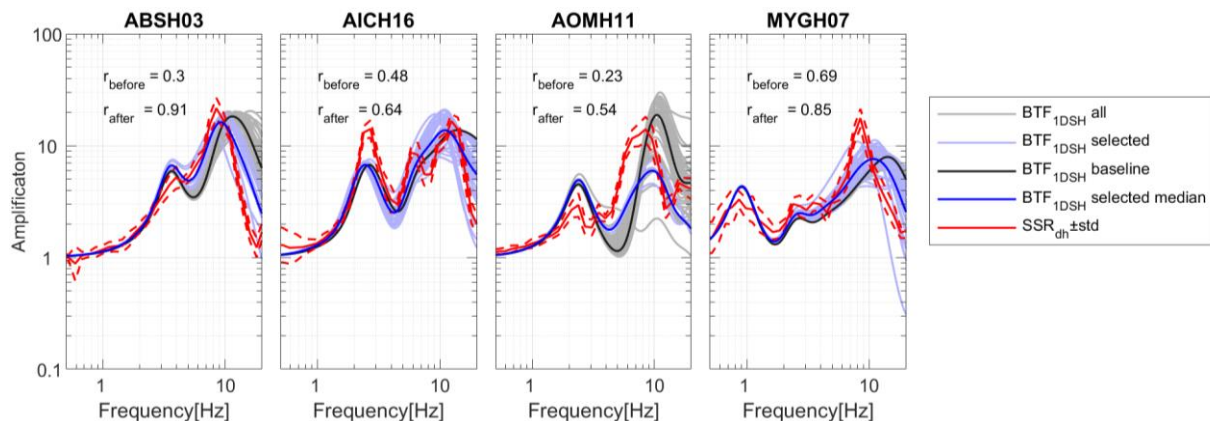 ABSH03 AICH16 AOMH11 MYGH07
Amplificaton
100
10
1
0.1
r_before = 0.3
r_after = 0.91
r_before = 0.48
r_after = 0.64
r_before = 0.23
r_after = 0.54
r_before = 0.69
r_after = 0.85
1 10
1 10
1 10
1 10
Frequency[Hz] Frequency[Hz] Frequency[Hz] Frequency[Hz]
BTF_1DSH all
BTF_1DSH selected
BTF_1DSH baseline
BTF_1DSH selected median
SSR_dh±std